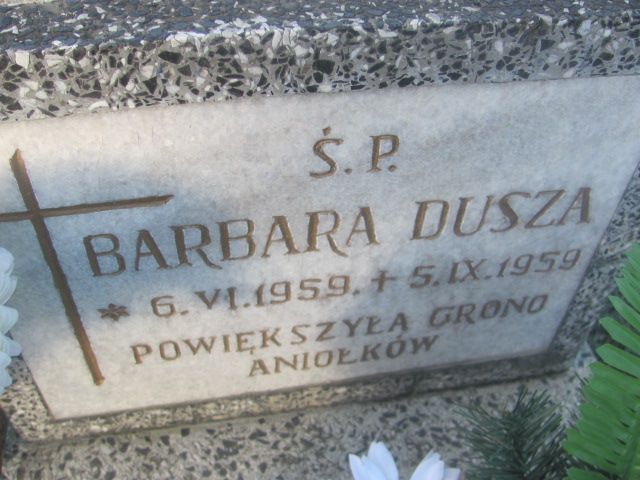 Ś.P.
BARBARA DUSZA
* 6.VI.1959. + 5.IX.1959
POWIĘKSZYŁA GRONO
ANIOŁKÓW